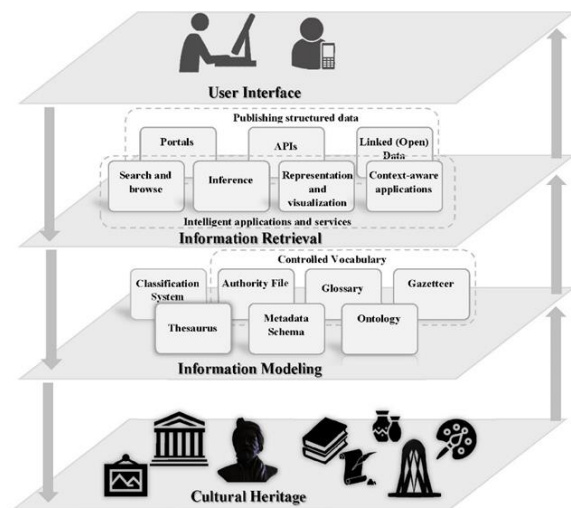 User Interface
Publishing structured data
Portals
APIs
Linked (Open)
Data
Search and
browse
Inference
Representation
and
visualization
Context-aware
applications
Intelligent applications and services
Information Retrieval
Controlled Vocabulary
Classification
System
Authority File
Glossary
Gazetteer
Thesaurus
Metadata
Schema
Ontology
Information Modeling
Cultural Heritage